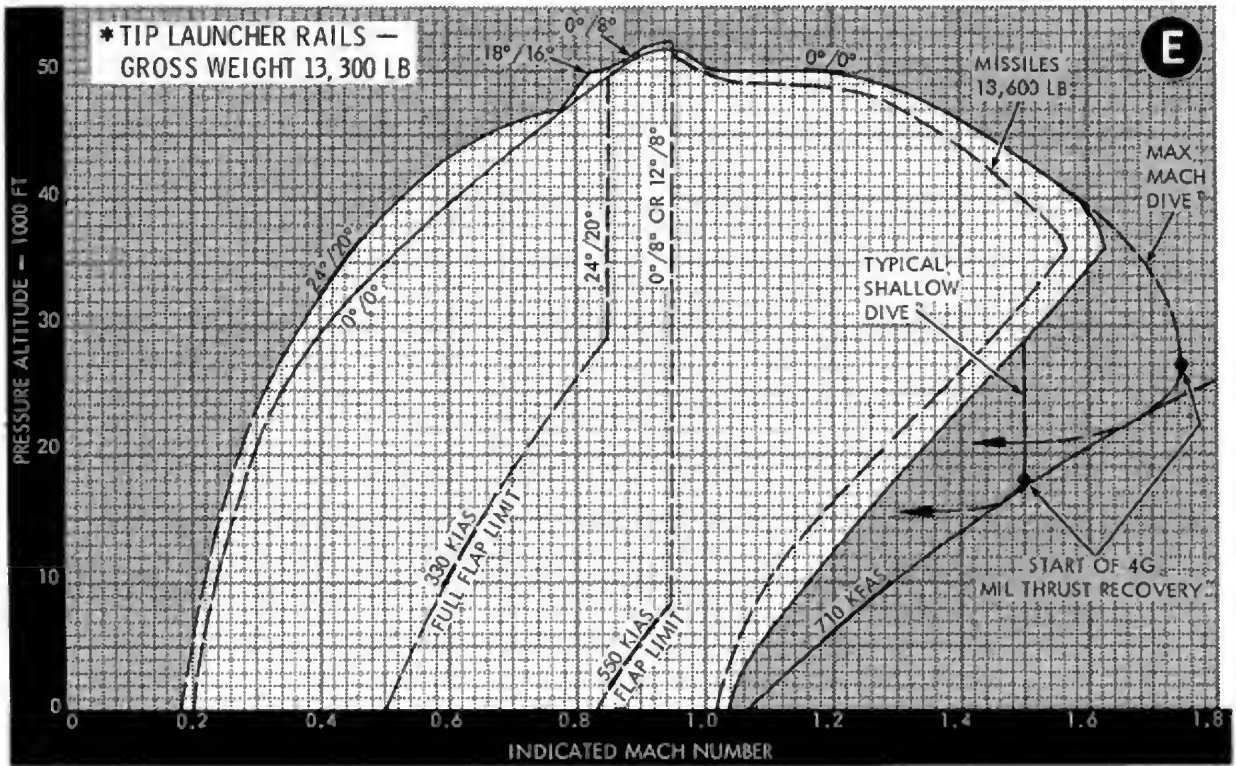 * TIP LAUNCHER RAILS —
GROSS WEIGHT 13,300 LB
E
0°/8°
18°/16°
0°/0°
MISSILES
13,600 LB
MAX
MACH
DIVE
24°/20°
0°/0°
24°/20°
0°/8° OR 12°/8°
TYPICAL
SHALLOW
DIVE
330 KIAS
FULL FLAP LIMIT
550 KIAS
FLAP LIMIT
710 KEAS
START OF 4G
MIL THRUST RECOVERY
PRESSURE ALTITUDE — 1000 FT
50
40
30
20
10
0
0 0.2 0.4 0.6 0.8 1.0 1.2 1.4 1.6 1.8
INDICATED MACH NUMBER